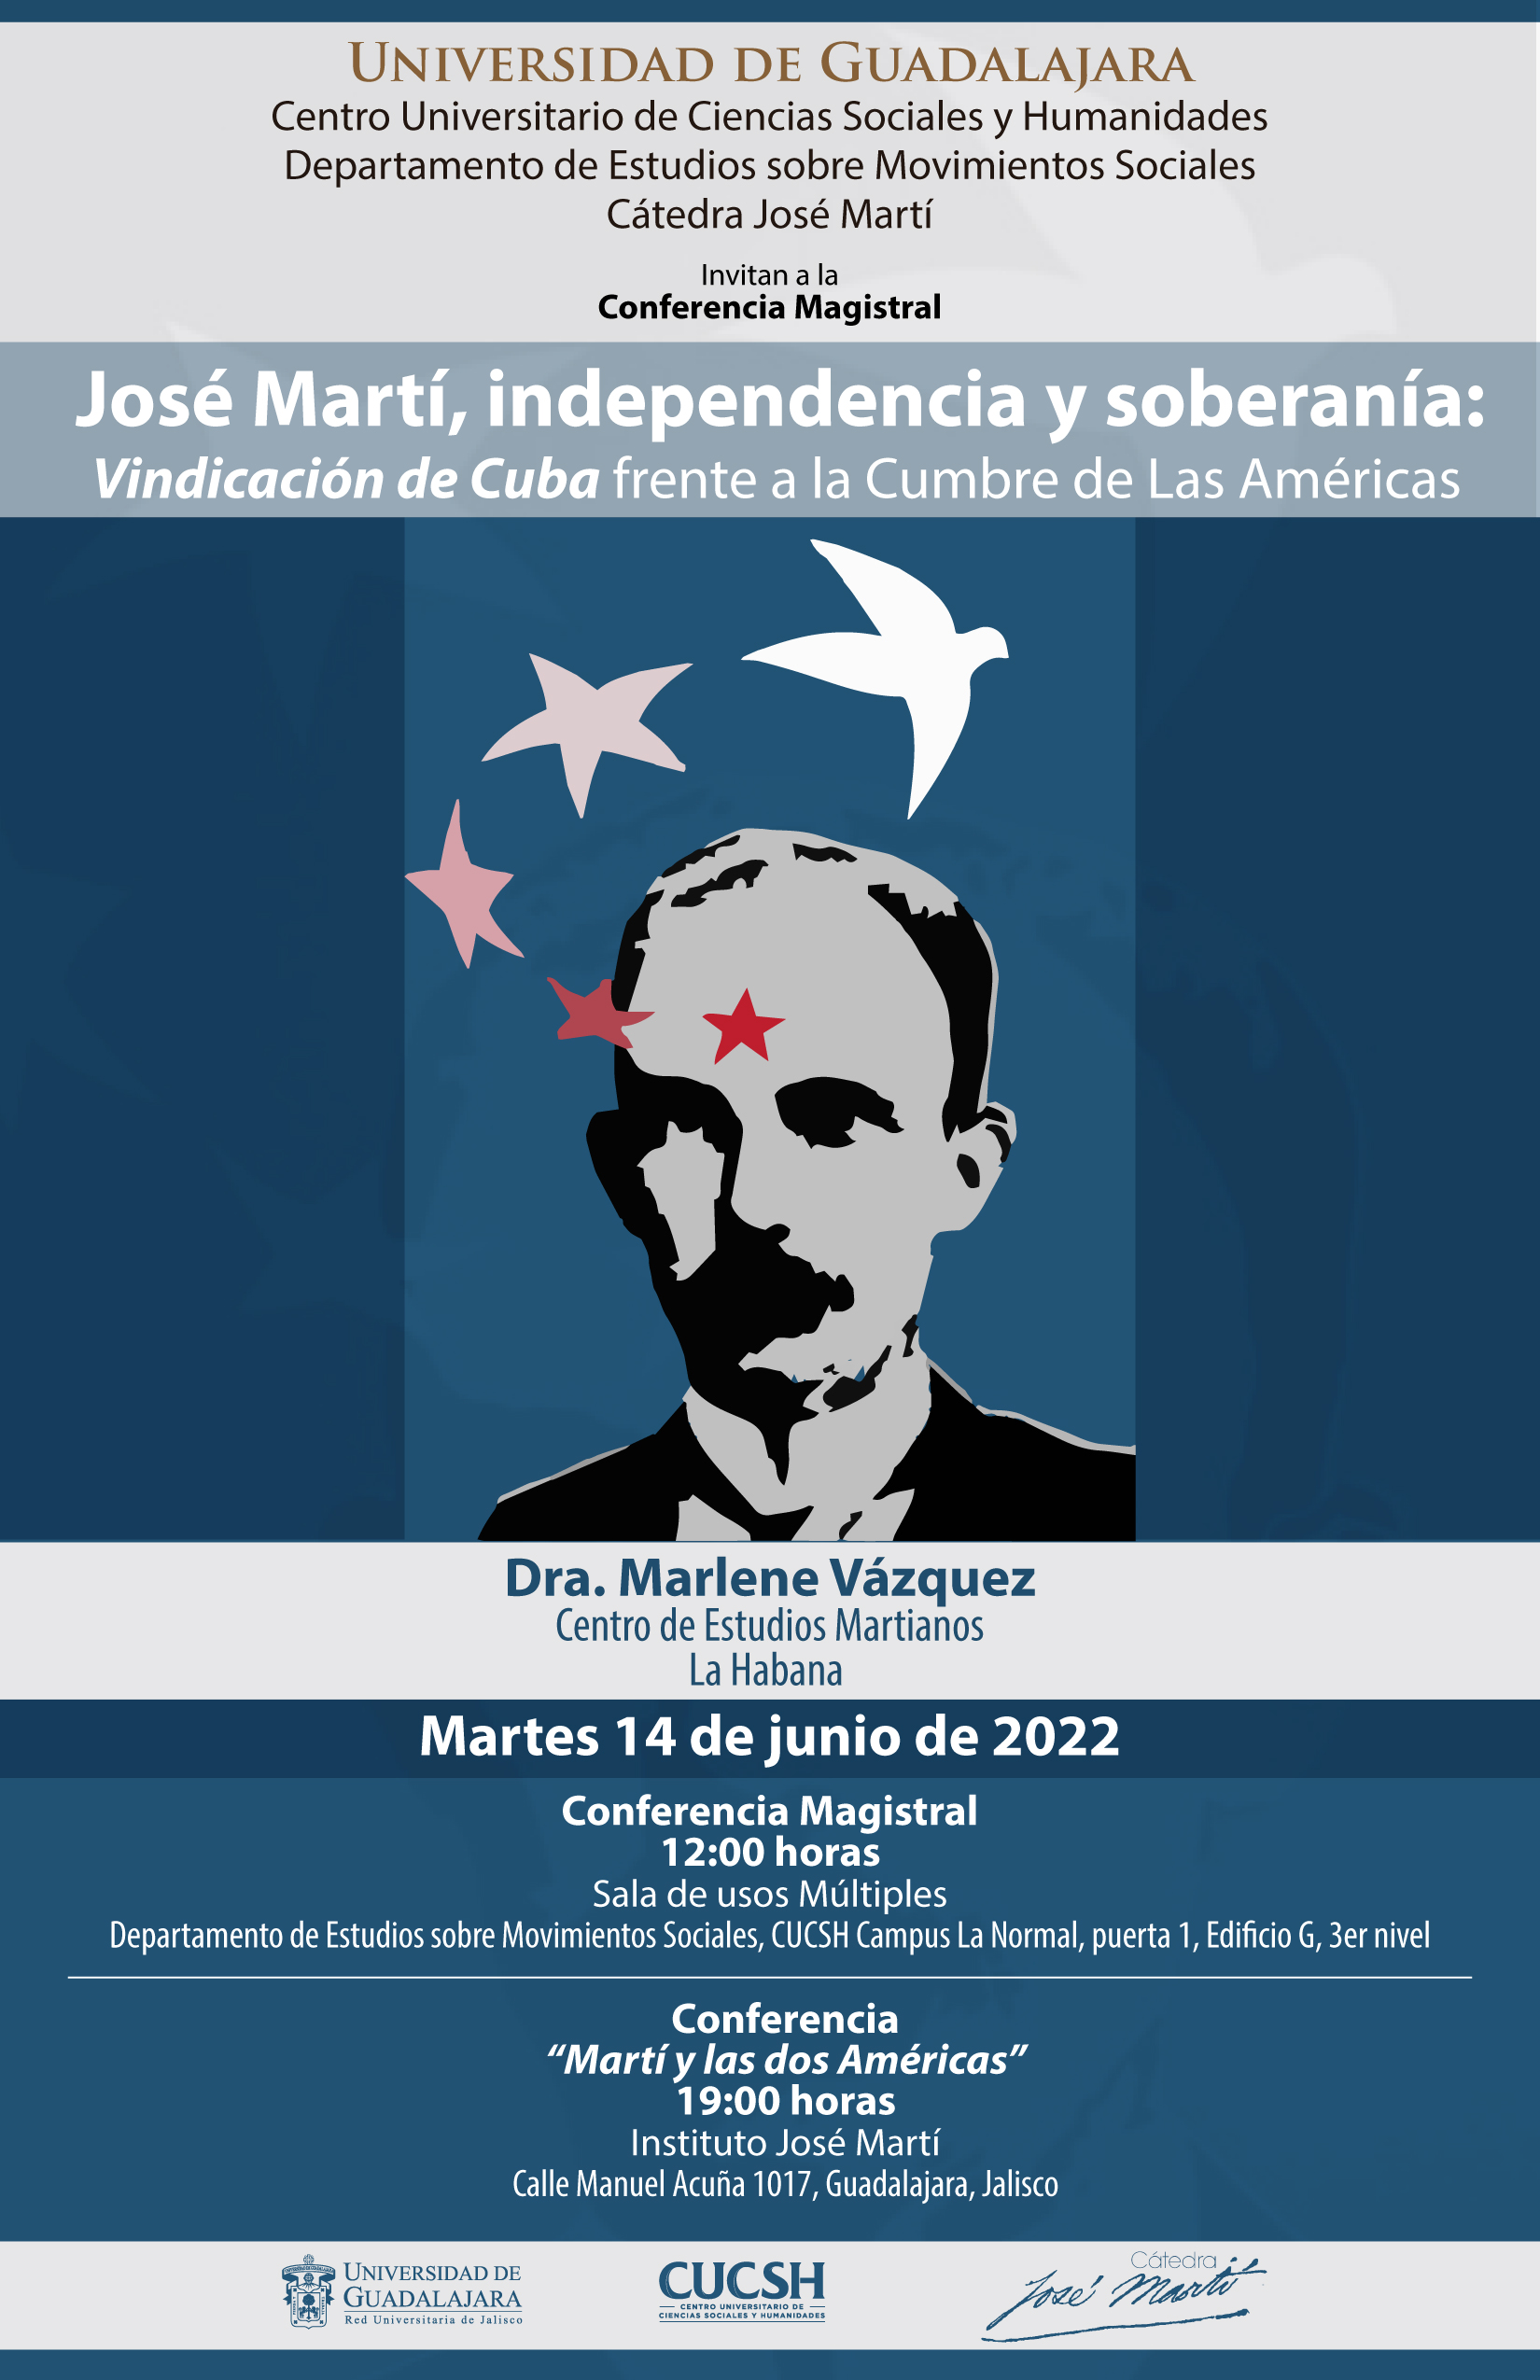 UNIVERSIDAD DE GUADALAJARA
Centro Universitario de Ciencias Sociales y Humanidades
Departamento de Estudios sobre Movimientos Sociales
Cátedra José Martí
Invitan a la
Conferencia Magistral
José Martí, independencia y soberanía:
Vindicación de Cuba frente a la Cumbre de Las Américas
Dra. Marlene Vázquez
Centro de Estudios Martianos
La Habana
Martes 14 de junio de 2022
Conferencia Magistral
12:00 horas
Sala de usos Múltiples
Departamento de Estudios sobre Movimientos Sociales, CUCSH Campus La Normal, puerta 1, Edificio G, 3er nivel
Conferencia
“Martí y las dos Américas”
19:00 horas
Instituto José Martí
Calle Manuel Acuña 1017, Guadalajara, Jalisco
UNIVERSIDAD DE
GUADALAJARA
Red Universitaria de Jalisco
CUCSH
CENTRO UNIVERSITARIO DE
CIENCIAS SOCIALES Y HUMANIDADES
Cátedra
José Martí